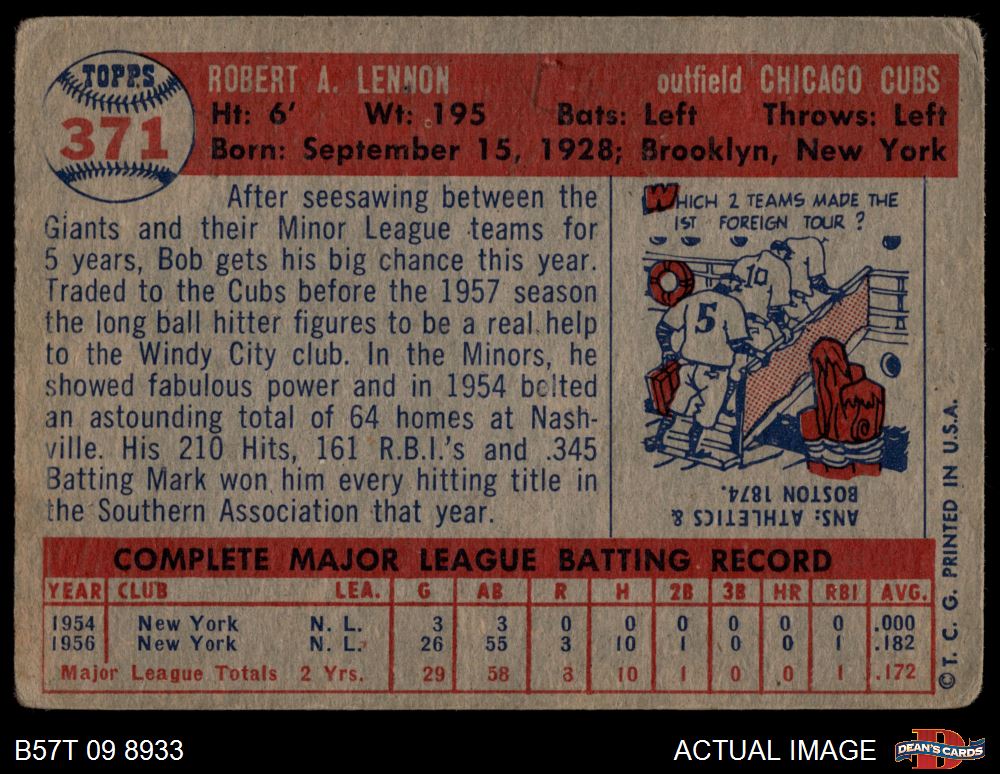 TOPPS
371
ROBERT A. LENNON outfield CHICAGO CUBS
Ht: 6' Wt: 195 Bats: Left Throws: Left
Born: September 15, 1928; Brooklyn, New York
After seesawing between the
Giants and their Minor League teams for
5 years, Bob gets his big chance this year.
Traded to the Cubs before the 1957 season
the long ball hitter figures to be a real help
to the Windy City club. In the Minors, he
showed fabulous power and in 1954 belted
an astounding total of 64 homes at Nash-
ville. His 210 Hits, 161 R.B.I.'s and .345
Batting Mark won him every hitting title in
the Southern Association that year.
WHICH 2 TEAMS MADE THE
1ST FOREIGN TOUR ?
10
5
ANS: ATHLETICS &
BOSTON 1874.
COMPLETE MAJOR LEAGUE BATTING RECORD
YEAR CLUB LEA. G AB R H 2B 3B HR RBI AVG.
1954 New York N. L. 3 3 0 0 0 0 0 0 .000
1956 New York N. L. 26 55 3 10 1 0 0 1 .182
Major League Totals 2 Yrs. 29 58 3 10 1 0 0 1 .172
© T. C. G. PRINTED IN U.S.A.
B57T 09 8933 ACTUAL IMAGE
DEAN'S CARDS